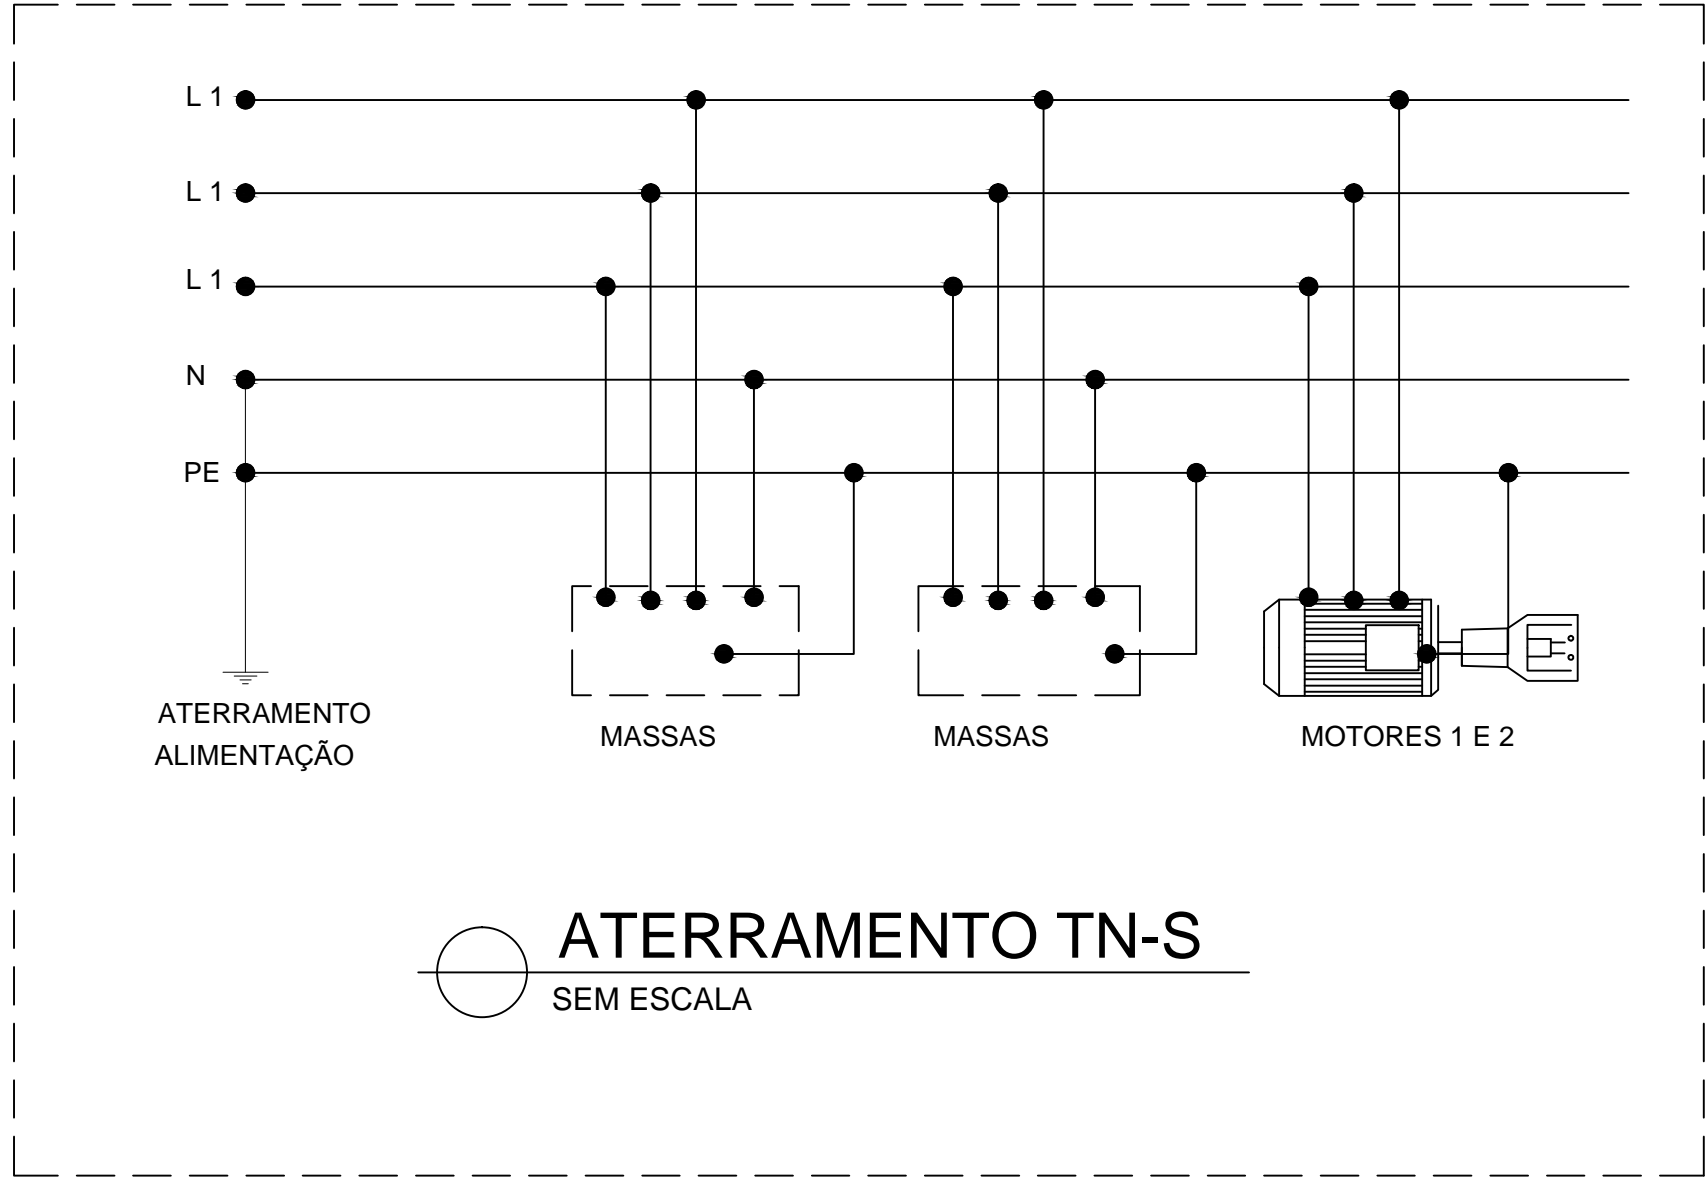 L 1
L 1
L 1
N
PE
ATERRAMENTO
ALIMENTAÇÃO
MASSAS
MASSAS
MOTORES 1 E 2
ATERRAMENTO TN-S
SEM ESCALA